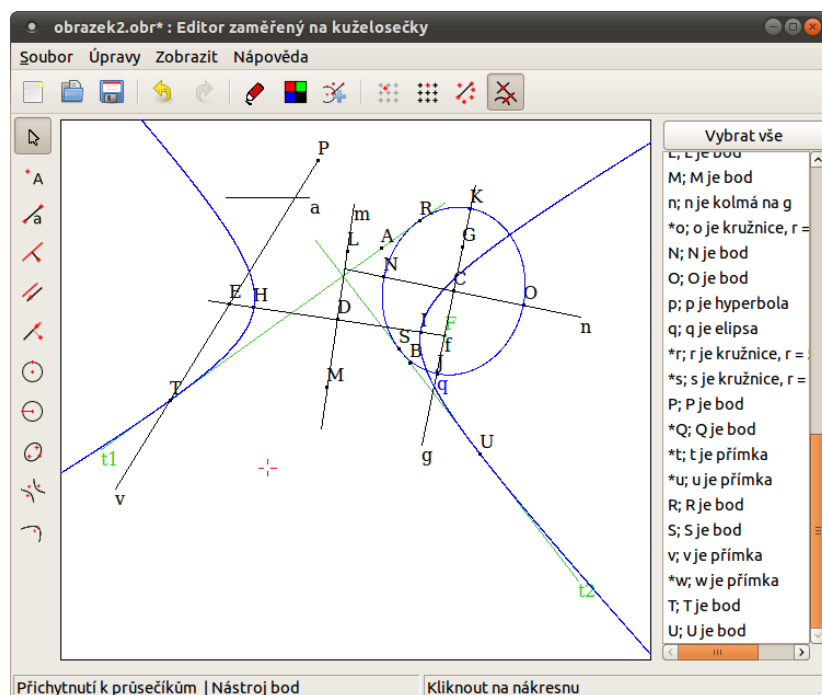 obrazek2.obr* : Editor zaměřený na kuželosečky
Soubor Úpravy Zobrazit Nápověda
A
a
P
a
m
L
A
R
K
G
N
C
O
n
E
H
D
I
F
f
S
B
J
q
M
T
U
g
t1
v
t2
Vybrat vše
L; L je bod
M; M je bod
n; n je kolmá na g
*o; o je kružnice, r =
N; N je bod
O; O je bod
p; p je hyperbola
q; q je elipsa
*r; r je kružnice, r =
*s; s je kružnice, r =
P; P je bod
*Q; Q je bod
*t; t je přímka
*u; u je přímka
R; R je bod
S; S je bod
v; v je přímka
*w; w je přímka
T; T je bod
U; U je bod
Přichytnutí k průsečíkům | Nástroj bod
Kliknout na nákresnu